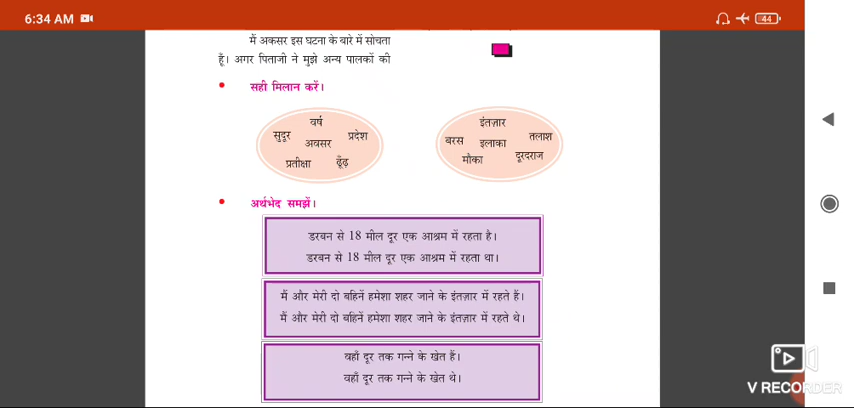 6:34 AM
44
मैं अकसर इस घटना के बारे में सोचता
हूँ। अगर पिताजी ने मुझे अन्य पालकों की
सही मिलान करें।
वर्ष
सुदूर
प्रदेश
अवसर
प्रतीक्षा
ढूँढ़
इंतज़ार
बरस
तलाश
इलाका
मौका
दूरदराज
अर्थभेद समझें।
डरबन से 18 मील दूर एक आश्रम में रहता है।
डरबन से 18 मील दूर एक आश्रम में रहता था।
मैं और मेरी दो बहिनें हमेशा शहर जाने के इंतज़ार में रहते हैं।
मैं और मेरी दो बहिनें हमेशा शहर जाने के इंतज़ार में रहते थे।
वहाँ दूर तक गन्ने के खेत हैं।
वहाँ दूर तक गन्ने के खेत थे।
V RECORDER